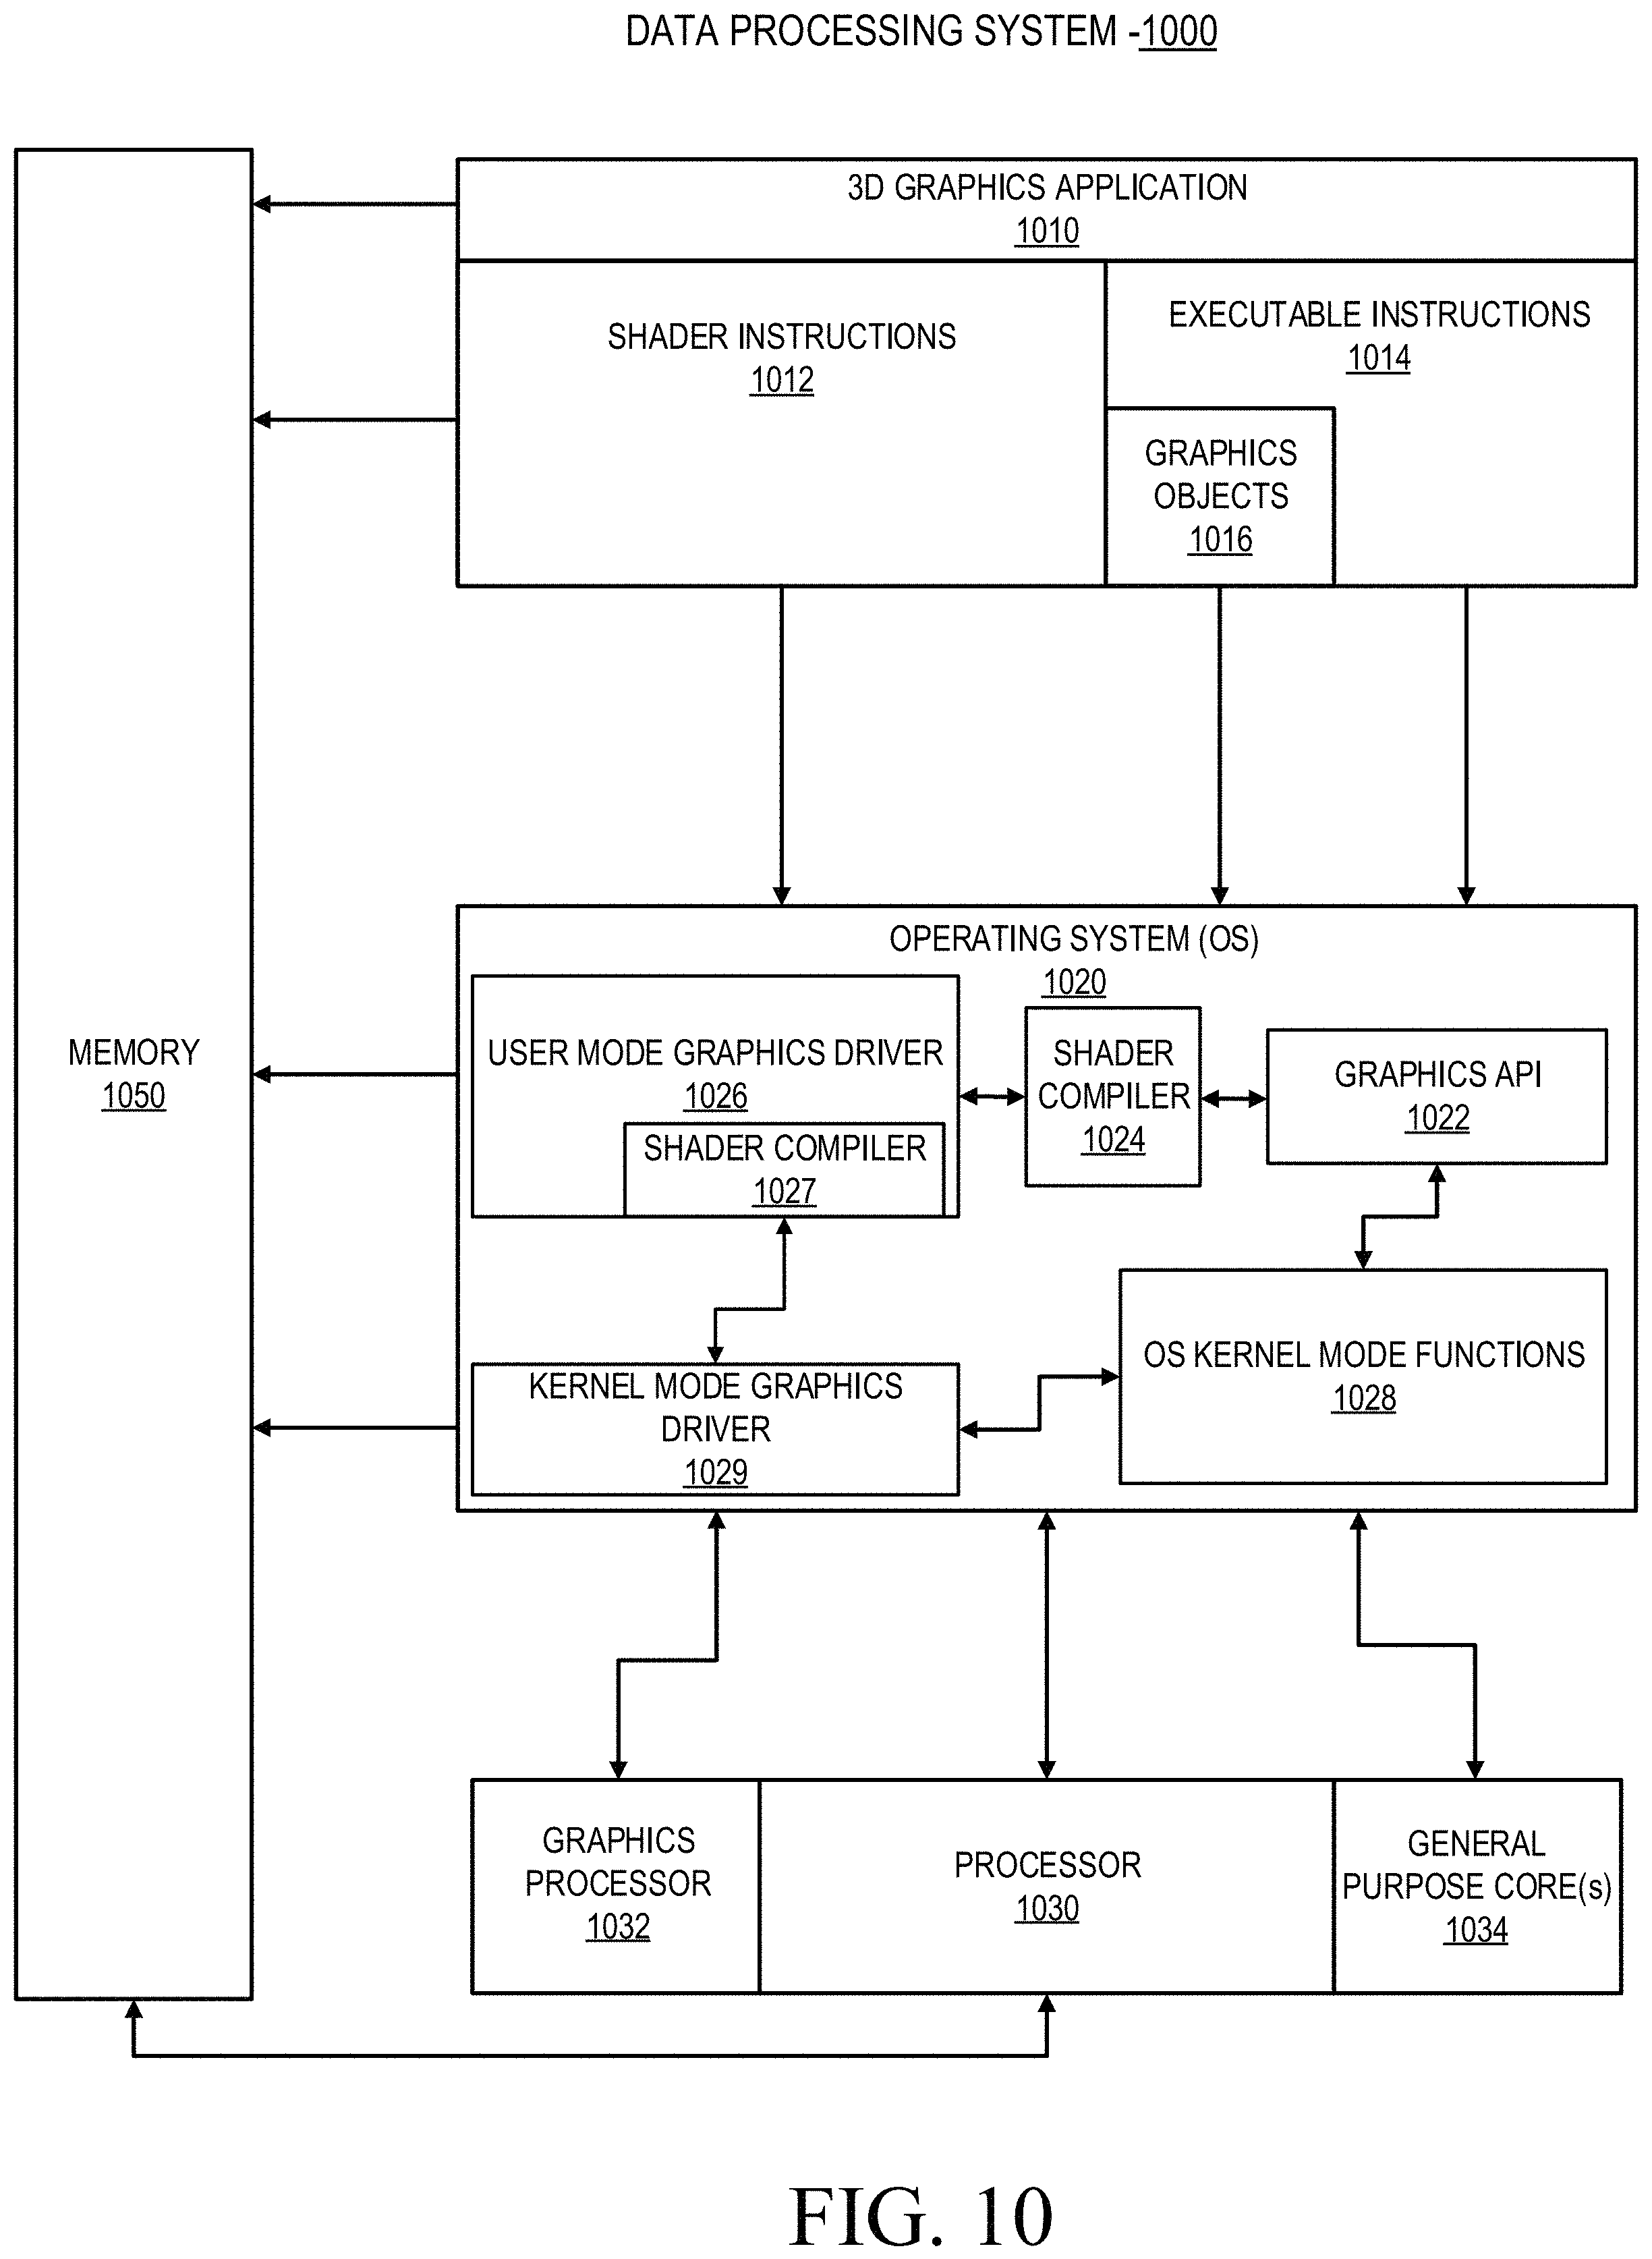 DATA PROCESSING SYSTEM -1000
3D GRAPHICS APPLICATION
1010
SHADER INSTRUCTIONS
1012
EXECUTABLE INSTRUCTIONS
1014
GRAPHICS
OBJECTS
1016
MEMORY
1050
OPERATING SYSTEM (OS)
1020
USER MODE GRAPHICS DRIVER
1026
SHADER COMPILER
1027
SHADER
COMPILER
1024
GRAPHICS API
1022
KERNEL MODE GRAPHICS
DRIVER
1029
OS KERNEL MODE FUNCTIONS
1028
GRAPHICS
PROCESSOR
1032
PROCESSOR
1030
GENERAL
PURPOSE CORE(s)
1034
FIG. 10